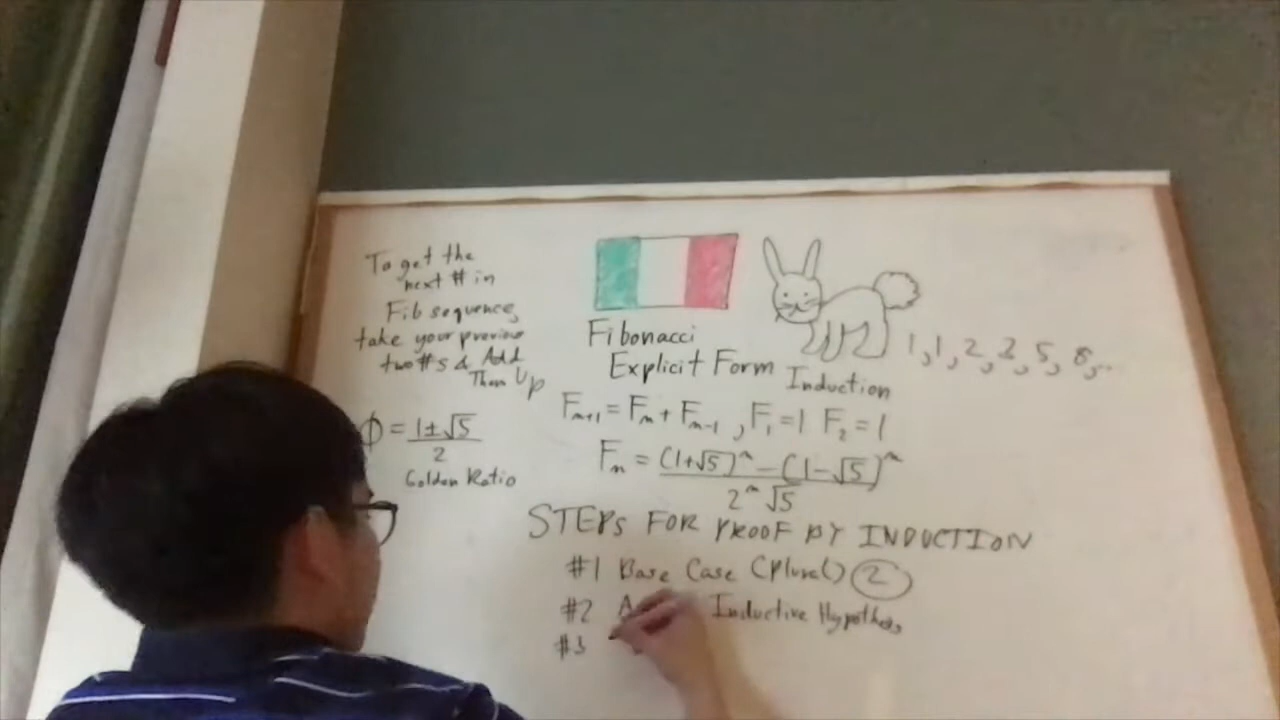 To get the
next # in
Fib sequence,
take your previous
two #s & Add
Them Up
ϕ = (1±√5)/2
Golden Ratio
Fibonacci
Explicit Form
Induction
1, 1, 2, 3, 5, 8, ...
F_{n+1} = F_n + F_{n-1}, F_1 = 1 F_2 = 1
F_n = ((1+√5)^n - (1-√5)^n)/(2^n √5)
STEPS FOR PROOF BY INDUCTION
#1 Base Case (Plural) 2
#2 Inductive Hypothesis
#3